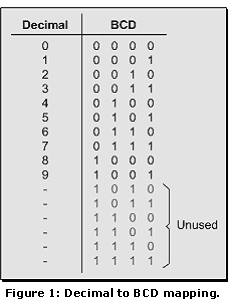 Decimal BCD
0 0 0 0 0
1 0 0 0 1
2 0 0 1 0
3 0 0 1 1
4 0 1 0 0
5 0 1 0 1
6 0 1 1 0
7 0 1 1 1
8 1 0 0 0
9 1 0 0 1
- 1 0 1 0
- 1 0 1 1
- 1 1 0 0
- 1 1 0 1
- 1 1 1 0
- 1 1 1 1
Unused
Figure 1: Decimal to BCD mapping.